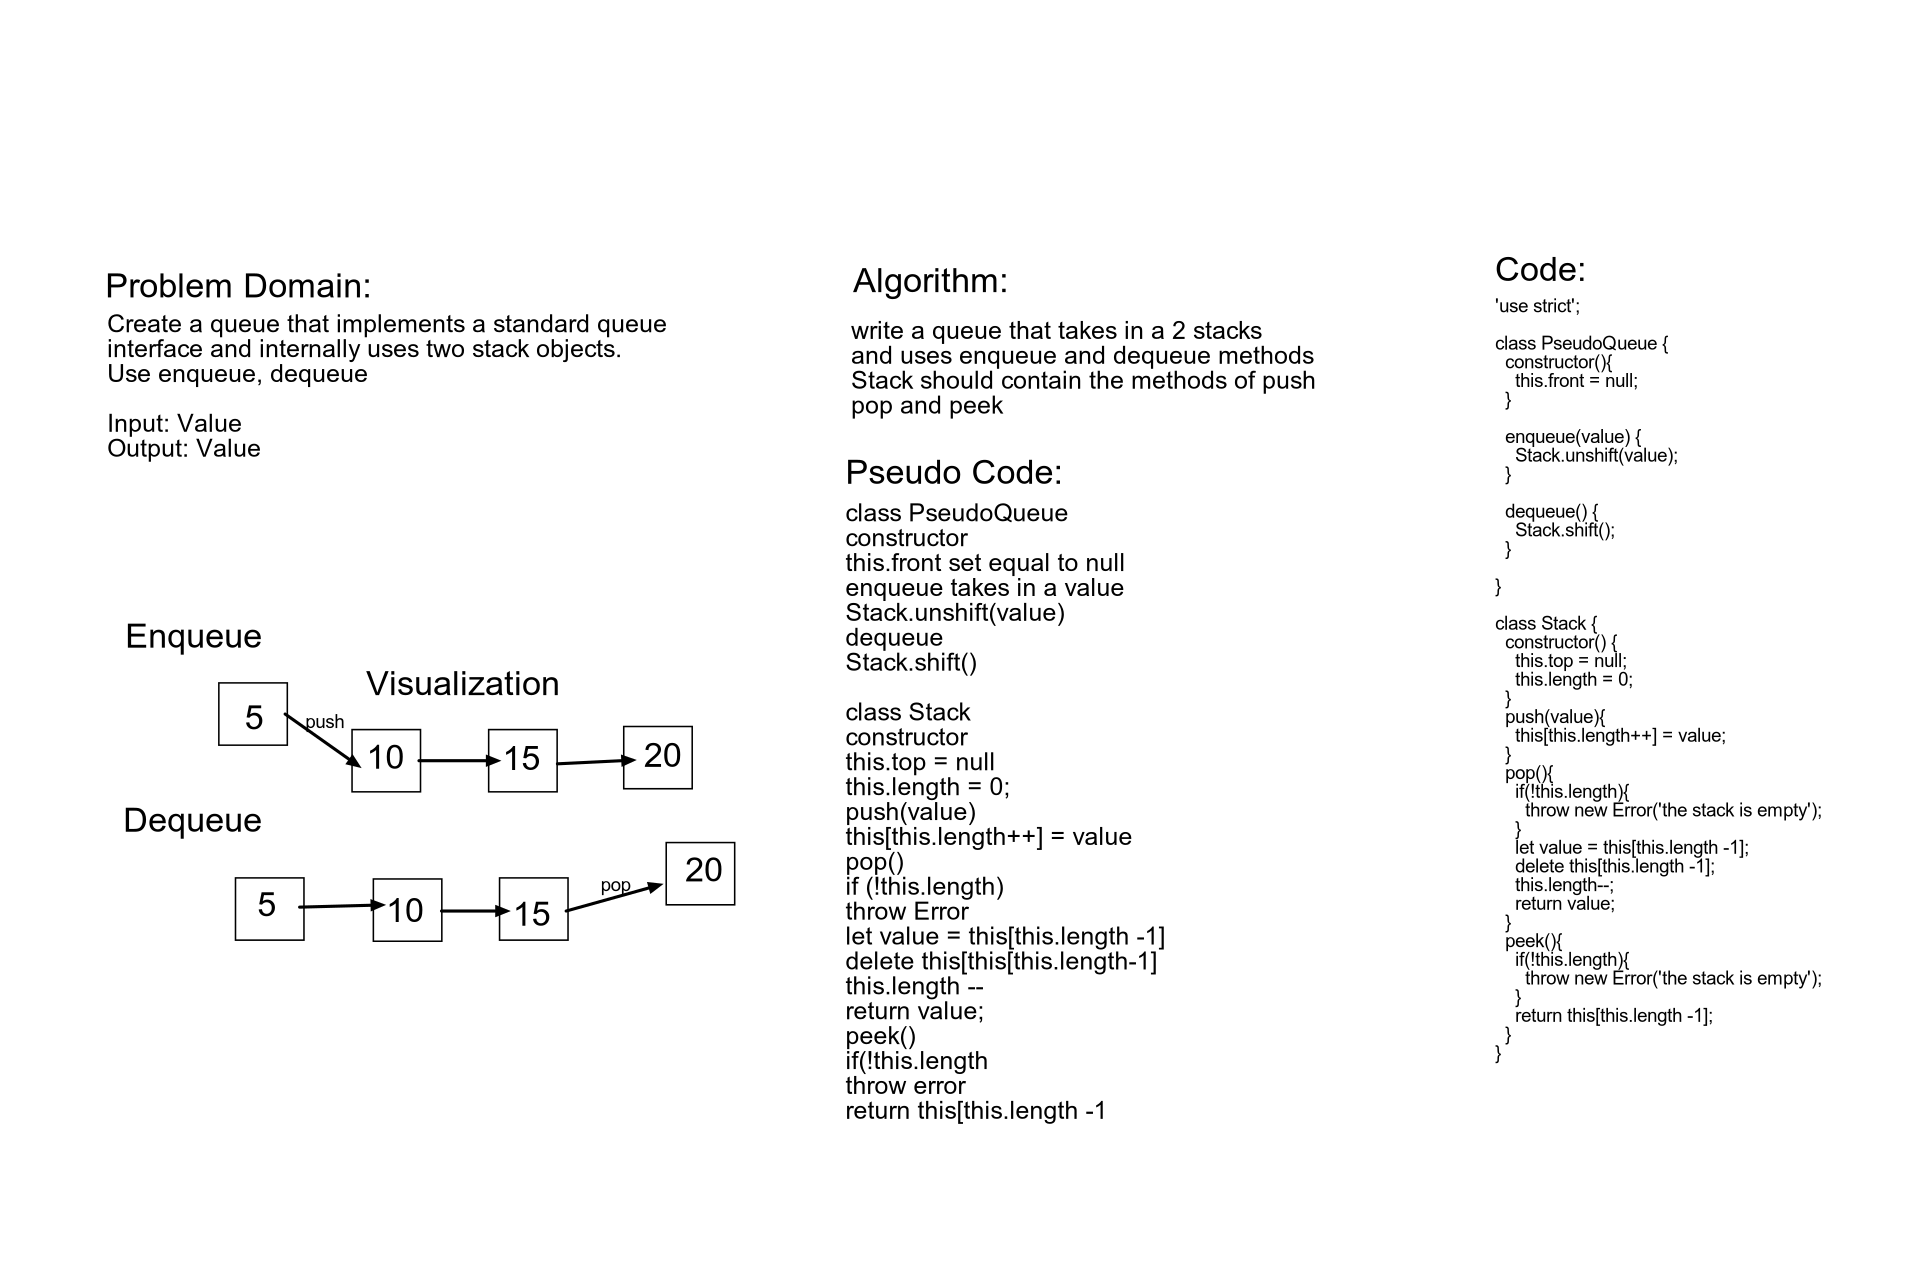 Problem Domain:
Create a queue that implements a standard queue
interface and internally uses two stack objects.
Use enqueue, dequeue
Input: Value
Output: Value
Enqueue
Visualization
5
push
10
15
20
Dequeue
5
10
15
pop
20
Algorithm:
write a queue that takes in a 2 stacks
and uses enqueue and dequeue methods
Stack should contain the methods of push
pop and peek
Pseudo Code:
class PseudoQueue
constructor
this.front set equal to null
enqueue takes in a value
Stack.unshift(value)
dequeue
Stack.shift()
class Stack
constructor
this.top = null
this.length = 0;
push(value)
this[this.length++] = value
pop()
if (!this.length)
throw Error
let value = this[this.length -1]
delete this[this[this.length-1]
this.length --
return value;
peek()
if(!this.length
throw error
return this[this.length -1
Code:
'use strict';
class PseudoQueue {
constructor(){
this.front = null;
}
enqueue(value) {
Stack.unshift(value);
}
dequeue() {
Stack.shift();
}
}
class Stack {
constructor() {
this.top = null;
this.length = 0;
}
push(value){
this[this.length++] = value;
}
pop(){
if(!this.length){
throw new Error('the stack is empty');
}
let value = this[this.length -1];
delete this[this.length -1];
this.length--;
return value;
}
peek(){
if(!this.length){
throw new Error('the stack is empty');
}
return this[this.length -1];
}
}